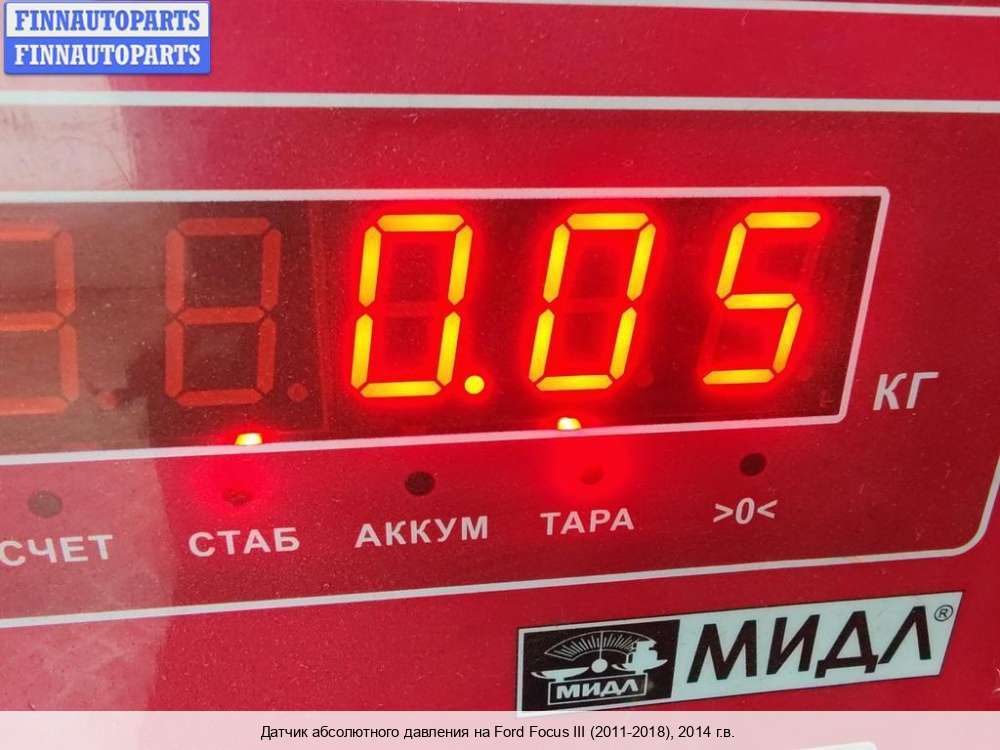 FINNAUTOPARTS
FINNAUTOPARTS
0.05
КГ
СЧЕТ СТАБ АККУМ ТАРА >0<
МИДЛ МИДЛ®
Датчик абсолютного давления на Ford Focus III (2011-2018), 2014 г.в.